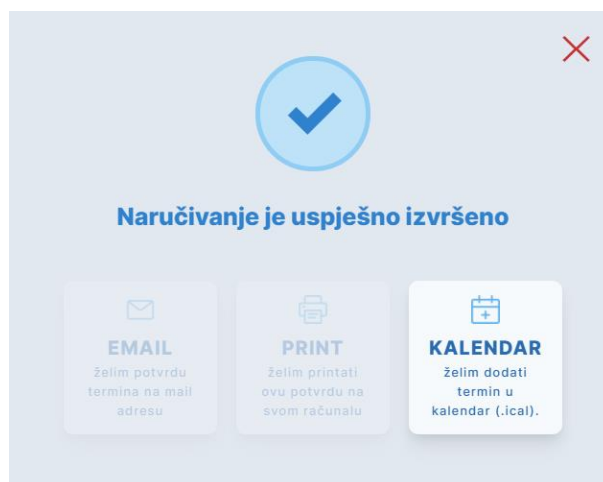 Naručivanje je uspješno izvršeno
EMAIL
želim potvrdu
termina na mail
adresu
PRINT
želim printati
ovu potvrdu na
svom računalu
KALENDAR
želim dodati
termin u
kalendar (.ical).